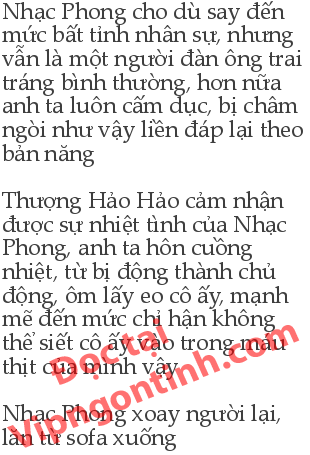 Nhạc Phong cho dù say đến
mức bất tỉnh nhân sự, nhưng
vẫn là một người đàn ông trai
tráng bình thường, hơn nữa
anh ta luôn cấm dục, bị châm
ngòi như vậy liền đáp lại theo
bản năng
Thượng Hảo Hảo cảm nhận
được sự nhiệt tình của Nhạc
Phong, anh ta hôn cuồng
nhiệt, từ bị động thành chủ
động, ôm lấy eo cô ấy, mạnh
mẽ đến mức chỉ hận không
thể siết cô ấy vào trong máu
thịt của mình vậy
Đọc tại
Vipngontinh.com
Nhạc Phong xoay người lại,
lăn từ sofa xuống